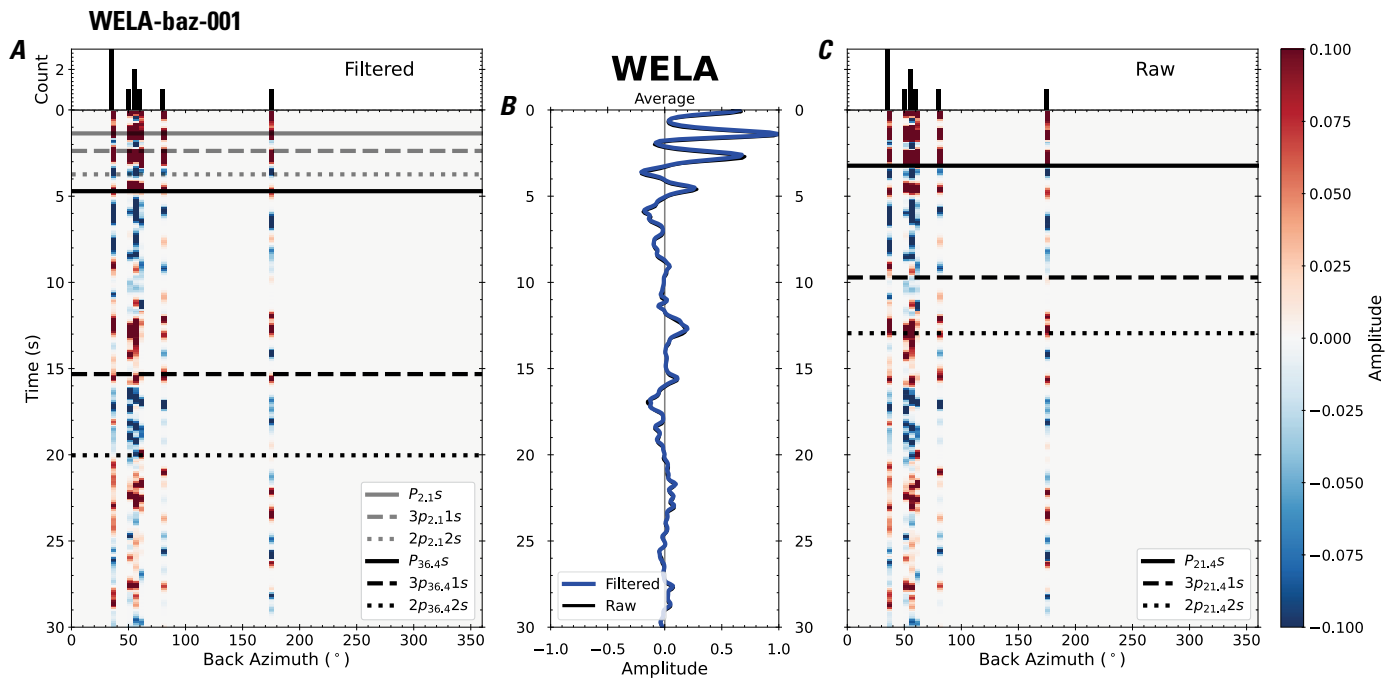 WELA-baz-001
A
Filtered
Count
2
0
0
5
10
15
20
25
30
Time (s)
P2.1s
3p2.11s
2p2.12s
P36.4s
3p36.41s
2p36.42s
0 50 100 150 200 250 300 350
Back Azimuth (°)
WELA
B
Average
0
5
10
15
20
25
30
Filtered
Raw
−1.0 −0.5 0.0 0.5 1.0
Amplitude
C
Raw
2
0
0
5
10
15
20
25
30
P21.4s
3p21.41s
2p21.42s
0 50 100 150 200 250 300 350
Back Azimuth (°)
0.100
0.075
0.050
0.025
0.000
−0.025
−0.050
−0.075
−0.100
Amplitude